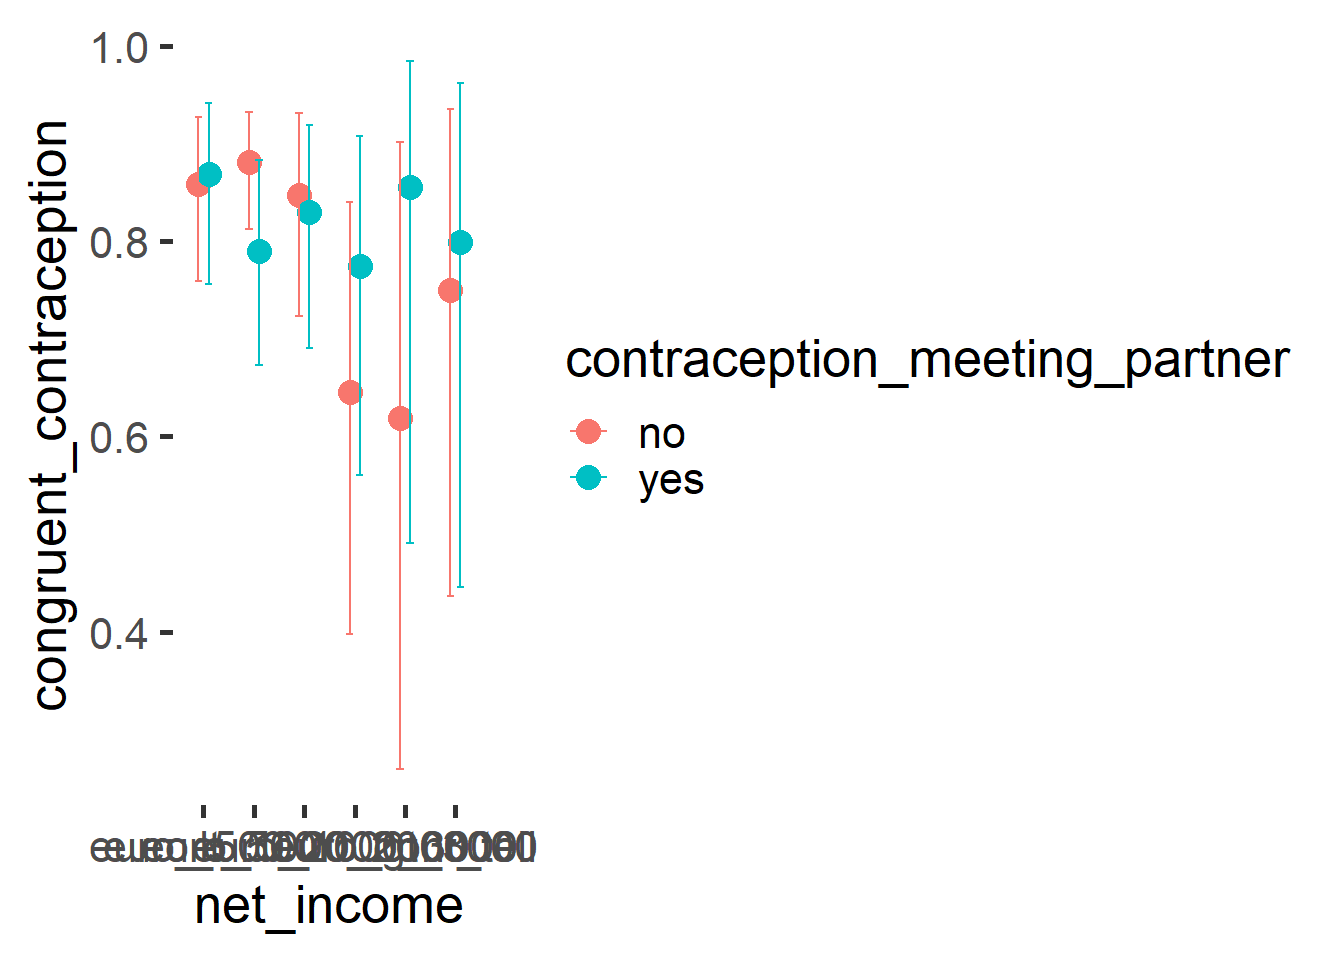 1.0
0.8
0.6
0.4
congruent_contraception
net_income
contraception_meeting_partner
no
yes